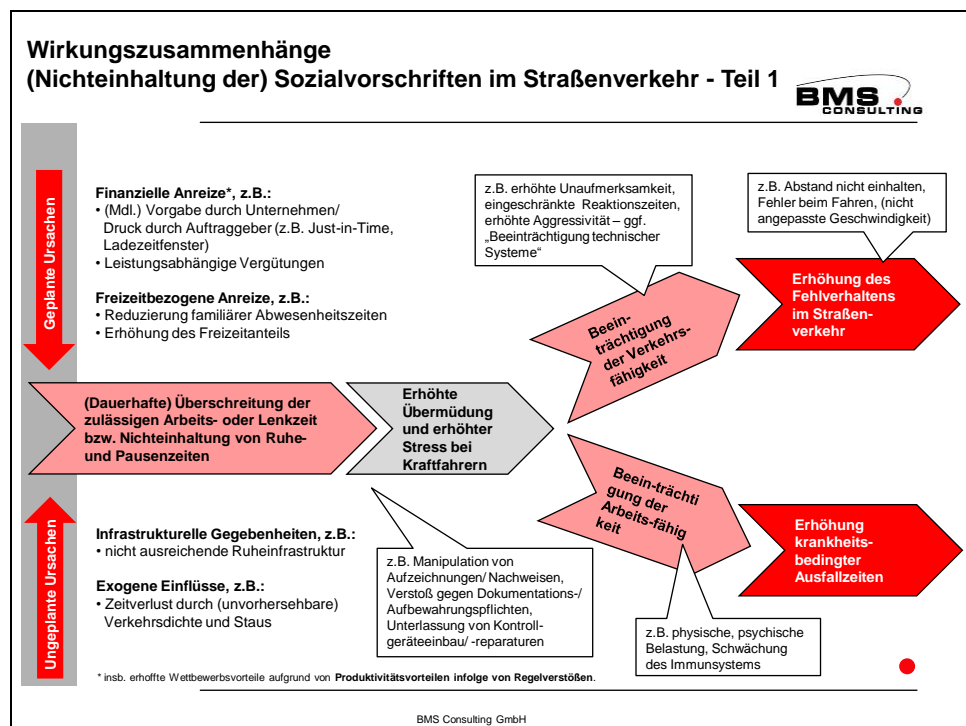 Wirkungszusammenhänge
(Nichteinhaltung der) Sozialvorschriften im Straßenverkehr - Teil 1
BMS
CONSULTING
Geplante Ursachen
Finanzielle Anreize*, z.B.:
• (Mdl.) Vorgabe durch Unternehmen/
Druck durch Auftraggeber (z.B. Just-in-Time,
Ladezeitfenster)
• Leistungsabhängige Vergütungen
Freizeitbezogene Anreize, z.B.:
• Reduzierung familiärer Abwesenheitszeiten
• Erhöhung des Freizeitanteils
z.B. erhöhte Unaufmerksamkeit,
eingeschränkte Reaktionszeiten,
erhöhte Aggressivität – ggf.
„Beeinträchtigung technischer
Systeme“
z.B. Abstand nicht einhalten,
Fehler beim Fahren, (nicht
angepasste Geschwindigkeit)
Beein-
trächtigung
der Verkehrs-
fähigkeit
Erhöhung des
Fehlverhaltens
im Straßen-
verkehr
(Dauerhafte) Überschreitung der
zulässigen Arbeits- oder Lenkzeit
bzw. Nichteinhaltung von Ruhe-
und Pausenzeiten
Erhöhte
Übermüdung
und erhöhter
Stress bei
Kraftfahrern
Beein-trächti
gung der
Arbeits-fähig
keit
Erhöhung
krankheits-
bedingter
Ausfallzeiten
Ungeplante Ursachen
Infrastrukturelle Gegebenheiten, z.B.:
• nicht ausreichende Ruheinfrastruktur
Exogene Einflüsse, z.B.:
• Zeitverlust durch (unvorhersehbare)
Verkehrsdichte und Staus
z.B. Manipulation von
Aufzeichnungen/ Nachweisen,
Verstoß gegen Dokumentations-/
Aufbewahrungspflichten,
Unterlassung von Kontroll-
geräteeinbau/ -reparaturen
z.B. physische, psychische
Belastung, Schwächung
des Immunsystems
* insb. erhoffte Wettbewerbsvorteile aufgrund von Produktivitätsvorteilen infolge von Regelverstößen.
BMS Consulting GmbH